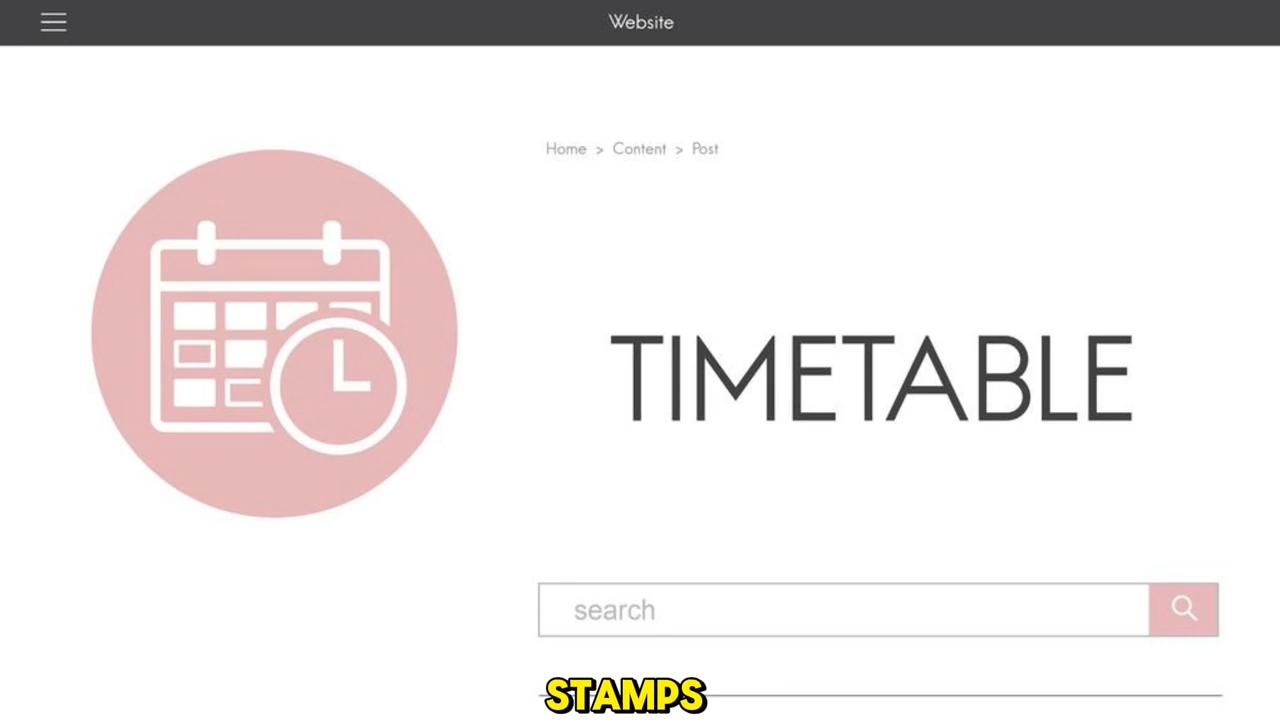 Website
Home > Content > Post
TIMETABLE
search
STAMPS